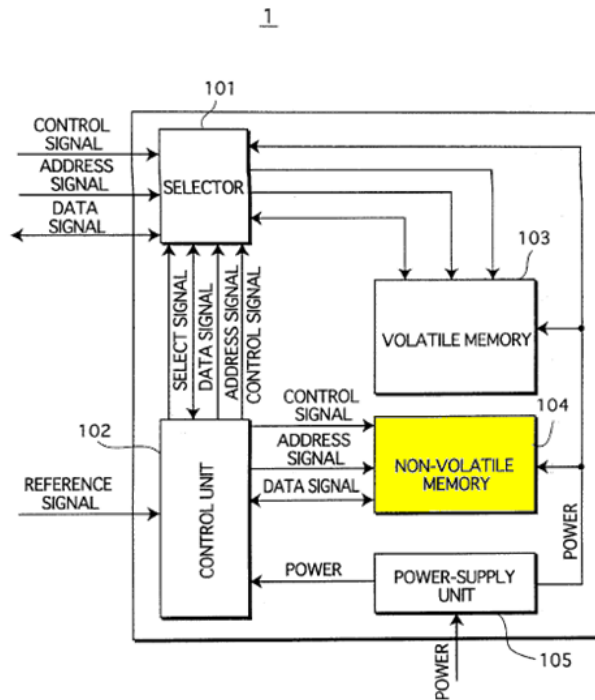 1
101
CONTROL
SIGNAL
ADDRESS
SIGNAL
DATA
SIGNAL
SELECTOR
103
VOLATILE MEMORY
SELECT SIGNAL
DATA SIGNAL
ADDRESS SIGNAL
CONTROL SIGNAL
102
CONTROL
SIGNAL
ADDRESS
SIGNAL
DATA SIGNAL
104
NON-VOLATILE
MEMORY
REFERENCE
SIGNAL
CONTROL UNIT
POWER
POWER-SUPPLY
UNIT
POWER
105
POWER